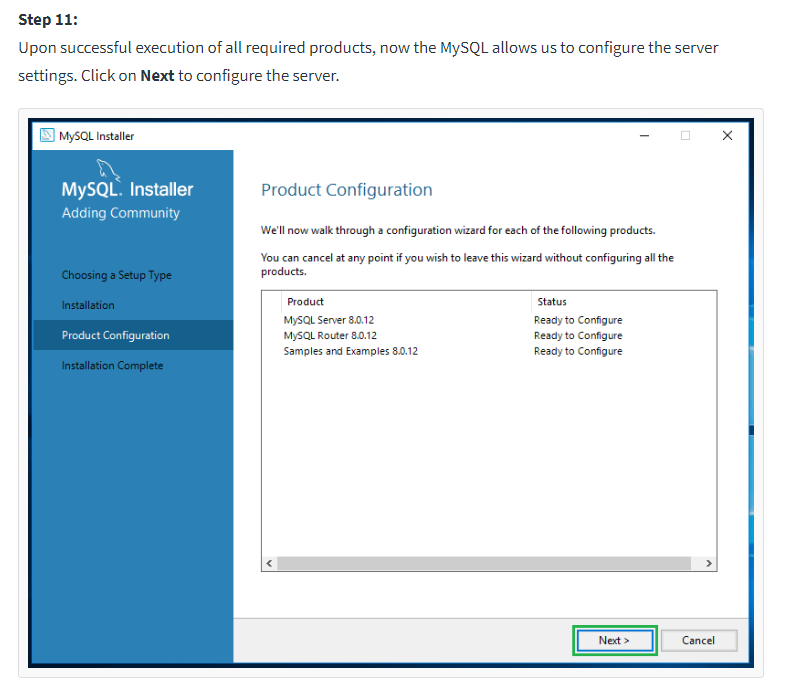 Step 11:
Upon successful execution of all required products, now the MySQL allows us to configure the server
settings. Click on Next to configure the server.
MySQL Installer
MySQL. Installer
Adding Community
Choosing a Setup Type
Installation
Product Configuration
Installation Complete
Product Configuration
We'll now walk through a configuration wizard for each of the following products.
You can cancel at any point if you wish to leave this wizard without configuring all the
products.
Product Status
MySQL Server 8.0.12 Ready to Configure
MySQL Router 8.0.12 Ready to Configure
Samples and Examples 8.0.12 Ready to Configure
Next > Cancel